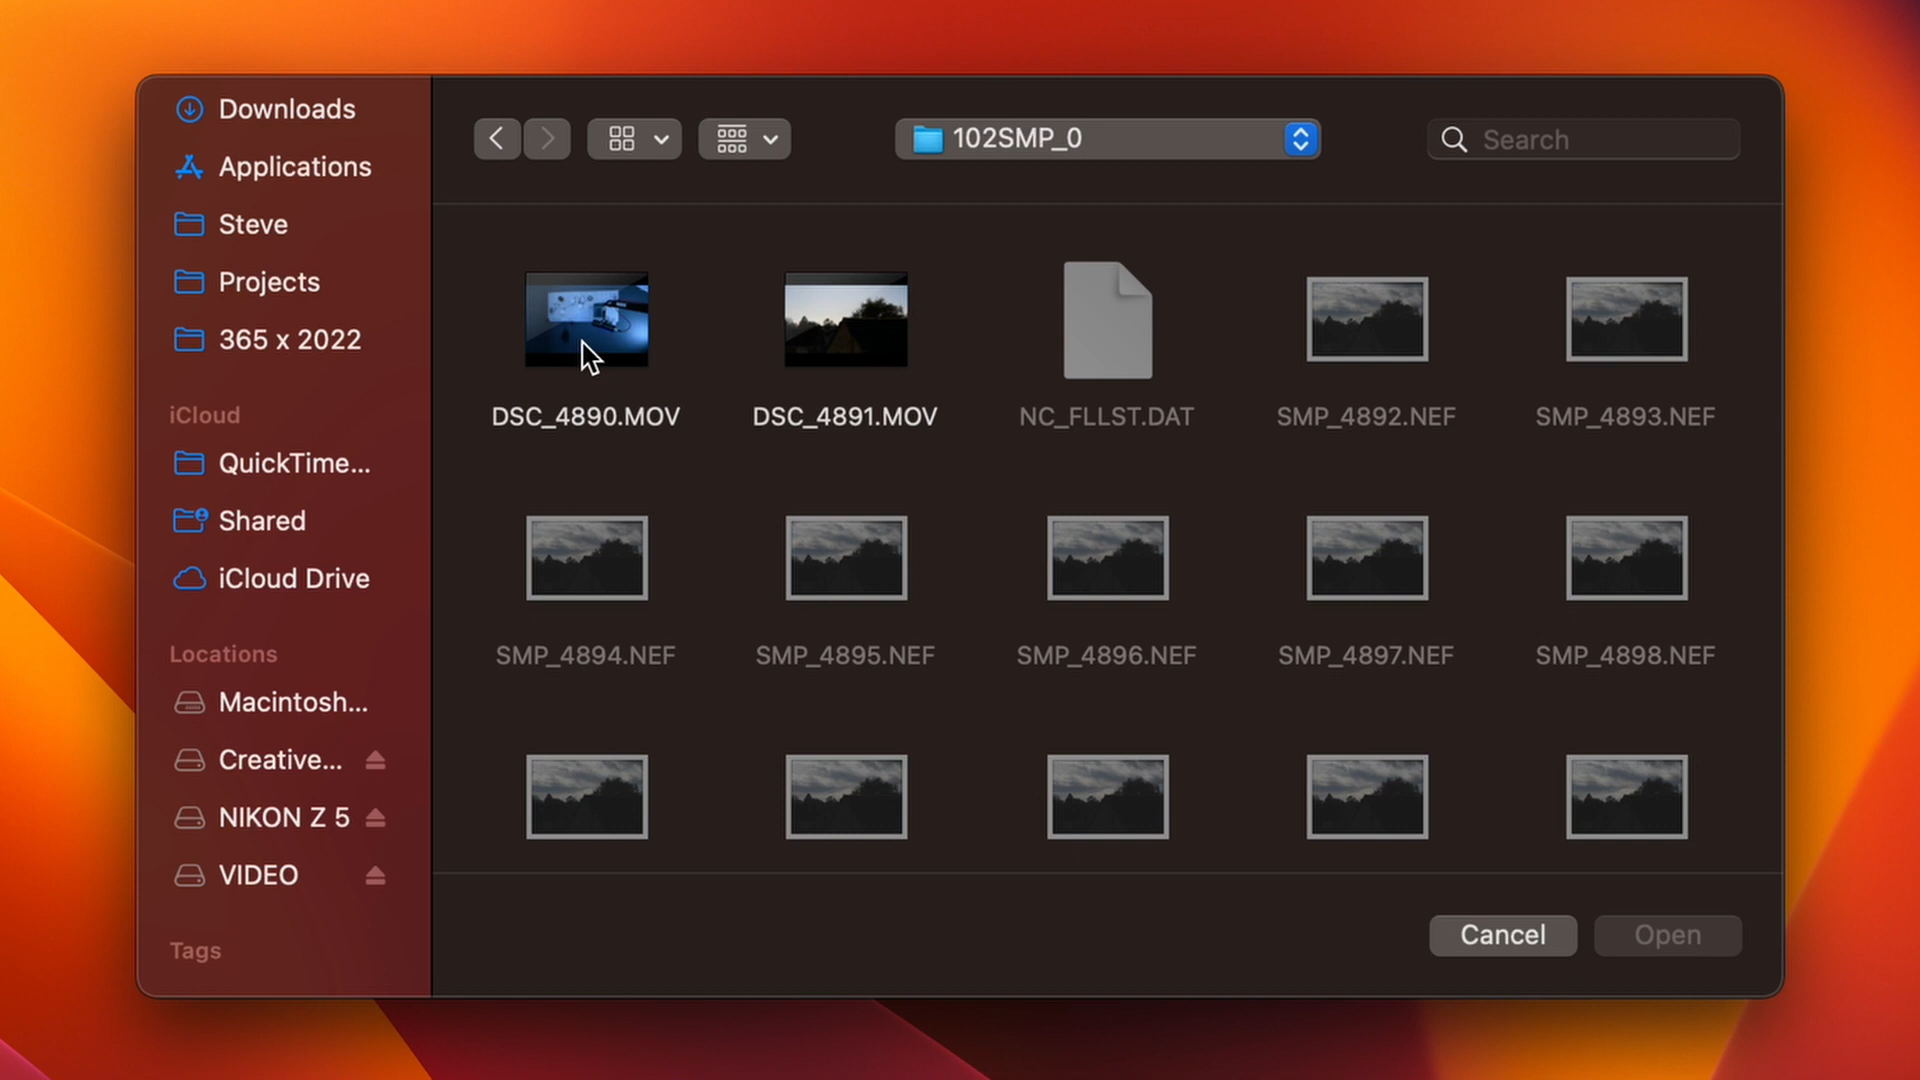 Downloads
Applications
Steve
Projects
365 x 2022
iCloud
QuickTime...
Shared
iCloud Drive
Locations
Macintosh...
Creative...
NIKON Z 5
VIDEO
Tags
102SMP_0
Search
DSC_4890.MOV
DSC_4891.MOV
NC_FLLST.DAT
SMP_4892.NEF
SMP_4893.NEF
SMP_4894.NEF
SMP_4895.NEF
SMP_4896.NEF
SMP_4897.NEF
SMP_4898.NEF
Cancel
Open